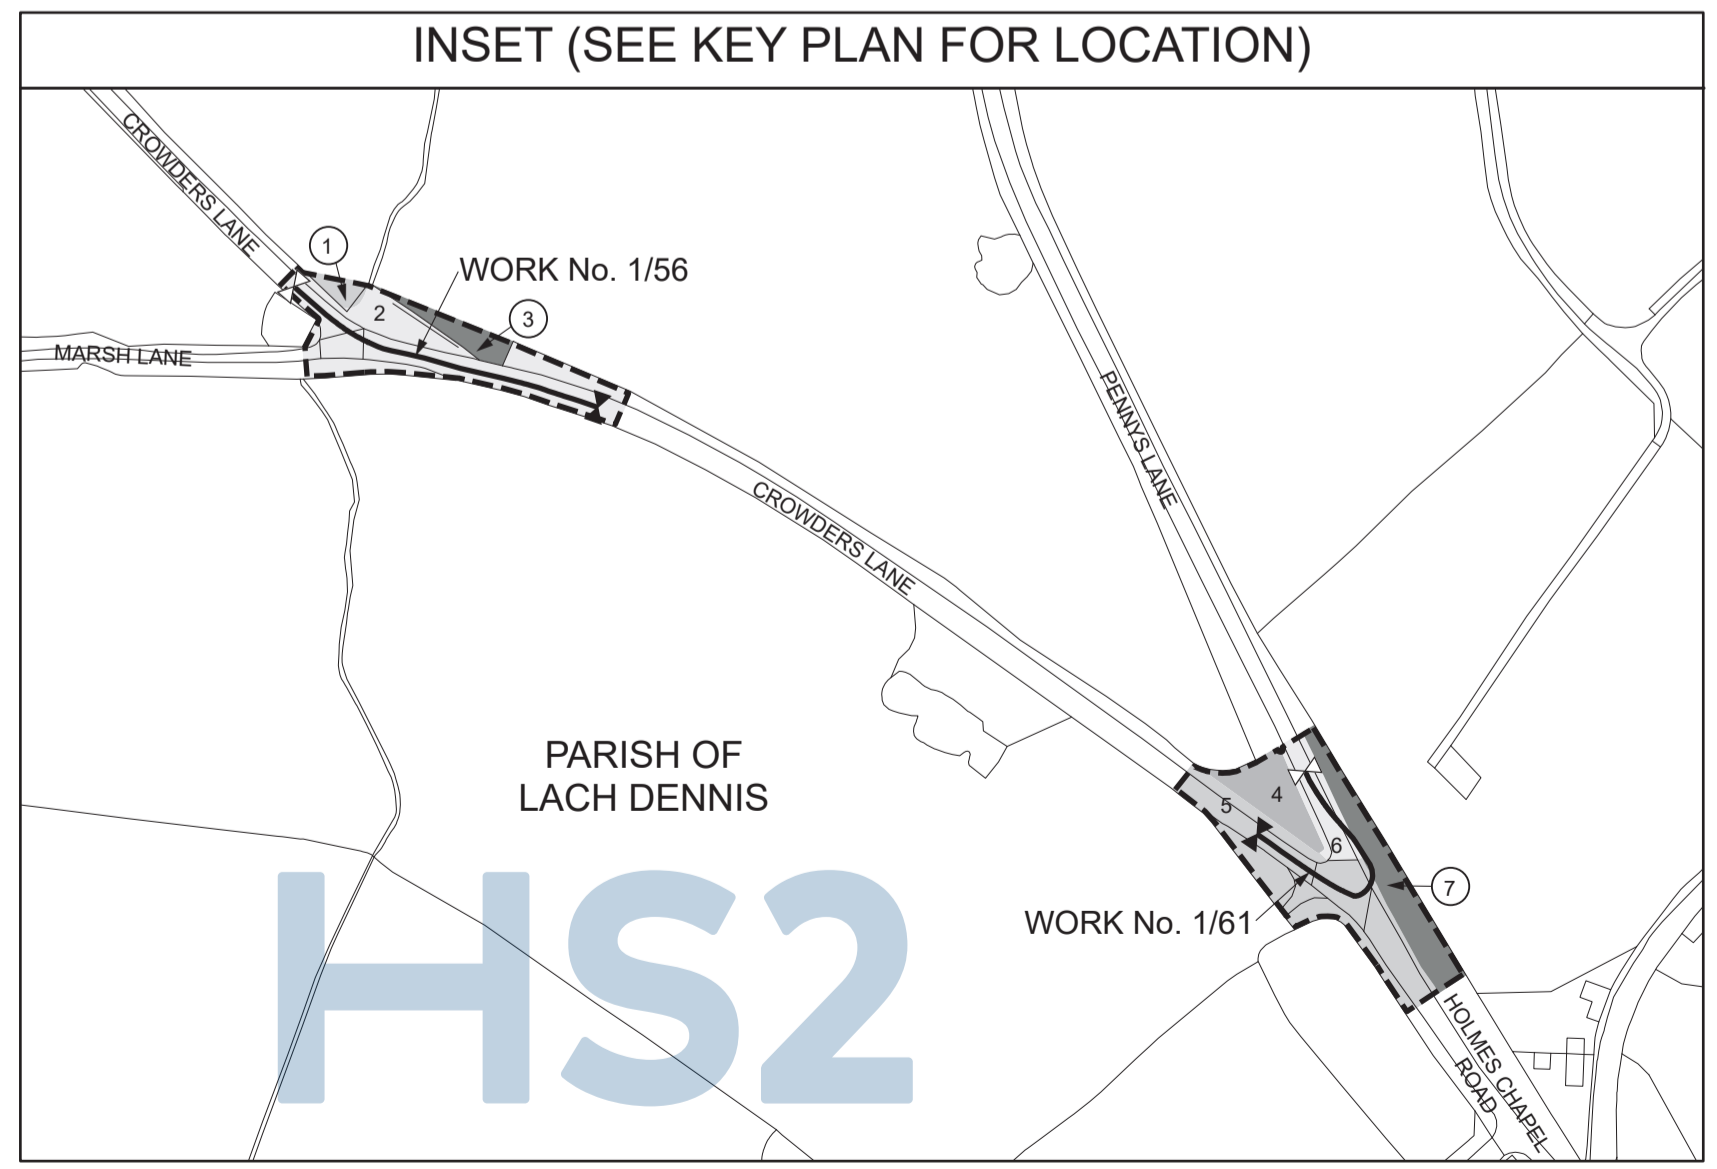 INSET (SEE KEY PLAN FOR LOCATION)
CROWDERS LANE
1
WORK No. 1/56
2
3
MARSH LANE
PENNYS LANE
CROWDERS LANE
PARISH OF
LACH DENNIS
4
5
6
7
WORK No. 1/61
HS2
HOLMES CHAPEL
ROAD